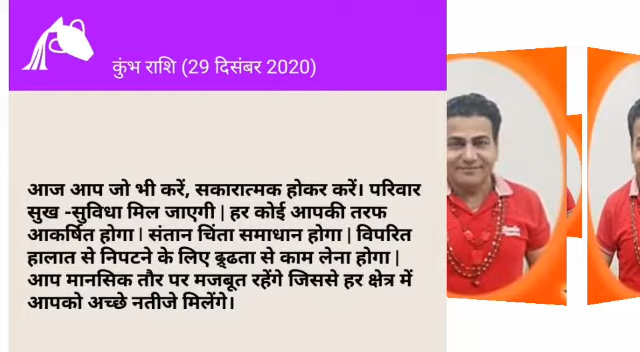 कुंभ राशि (29 दिसंबर 2020)
आज आप जो भी करें, सकारात्मक होकर करें। परिवार
सुख -सुविधा मिल जाएगी | हर कोई आपकी तरफ
आकर्षित होगा | संतान चिंता समाधान होगा | विपरित
हालात से निपटने के लिए दृढता से काम लेना होगा |
आप मानसिक तौर पर मजबूत रहेंगे जिससे हर क्षेत्र में
आपको अच्छे नतीजे मिलेंगे।